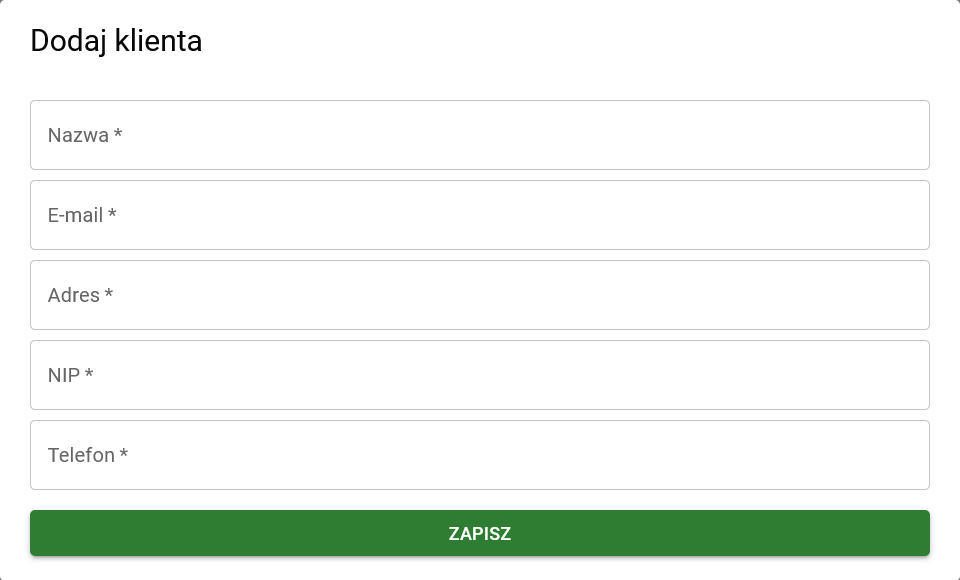 Dodaj klienta
Nazwa *
E-mail *
Adres *
NIP *
Telefon *
ZAPISZ